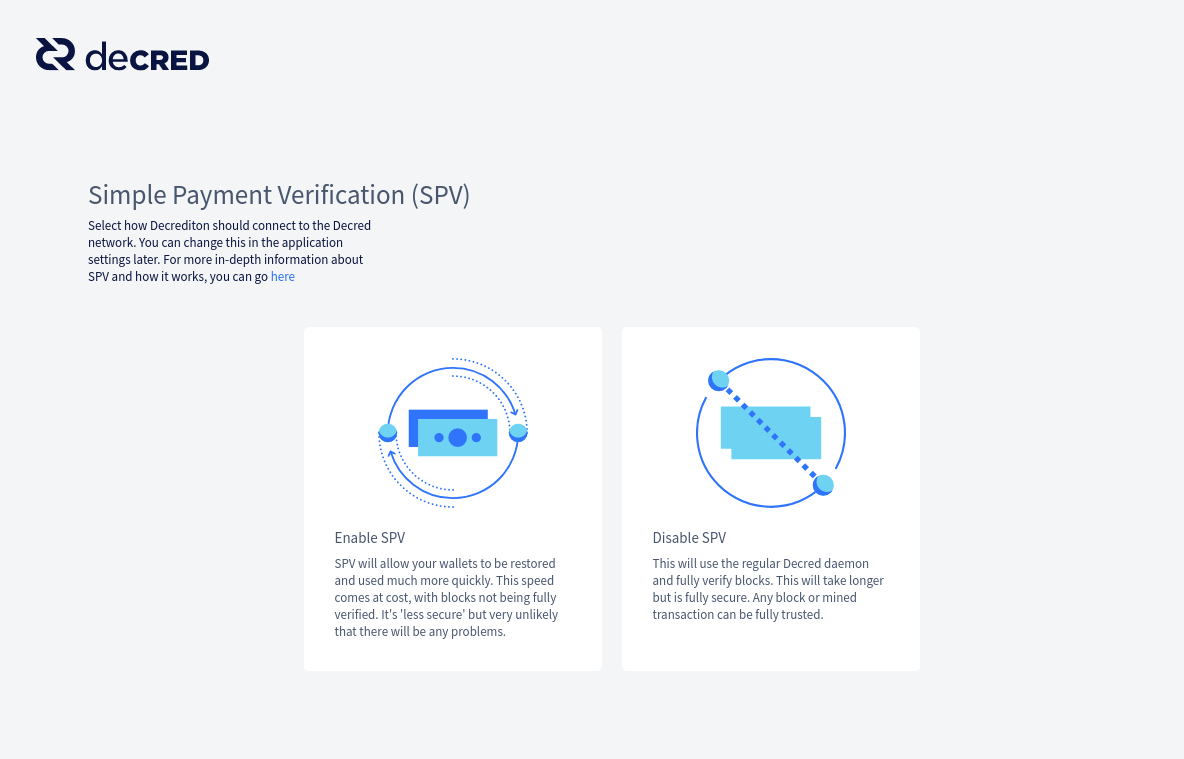 decred
Simple Payment Verification (SPV)
Select how Decrediton should connect to the Decred
network. You can change this in the application
settings later. For more in-depth information about
SPV and how it works, you can go here
Enable SPV
SPV will allow your wallets to be restored
and used much more quickly. This speed
comes at cost, with blocks not being fully
verified. It's 'less secure' but very unlikely
that there will be any problems.
Disable SPV
This will use the regular Decred daemon
and fully verify blocks. This will take longer
but is fully secure. Any block or mined
transaction can be fully trusted.